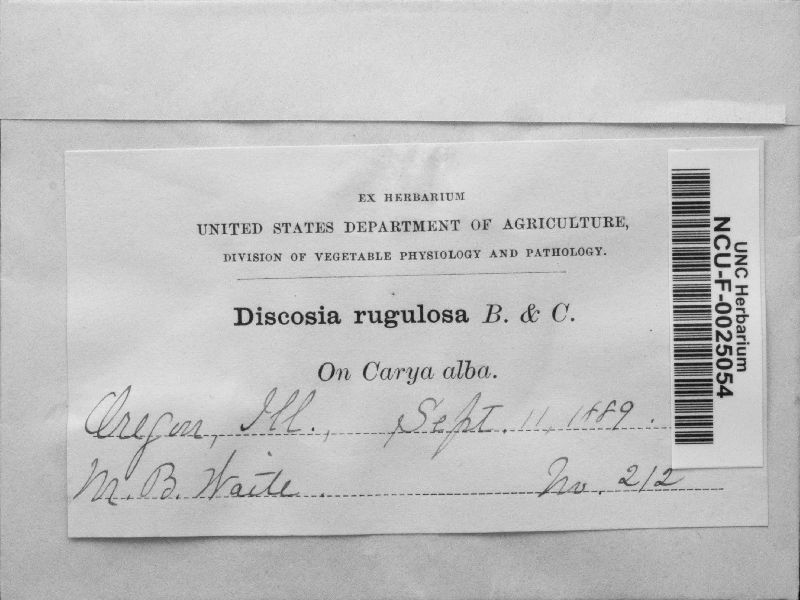 EX HERBARIUM
UNITED STATES DEPARTMENT OF AGRICULTURE,
DIVISION OF VEGETABLE PHYSIOLOGY AND PATHOLOGY.
Discosia rugulosa B. & C.
On Carya alba.
Oregon, Ill., Sept. 11, 1889.
M. B. Waite. No. 212
UNC Herbarium
NCU-F-0025054